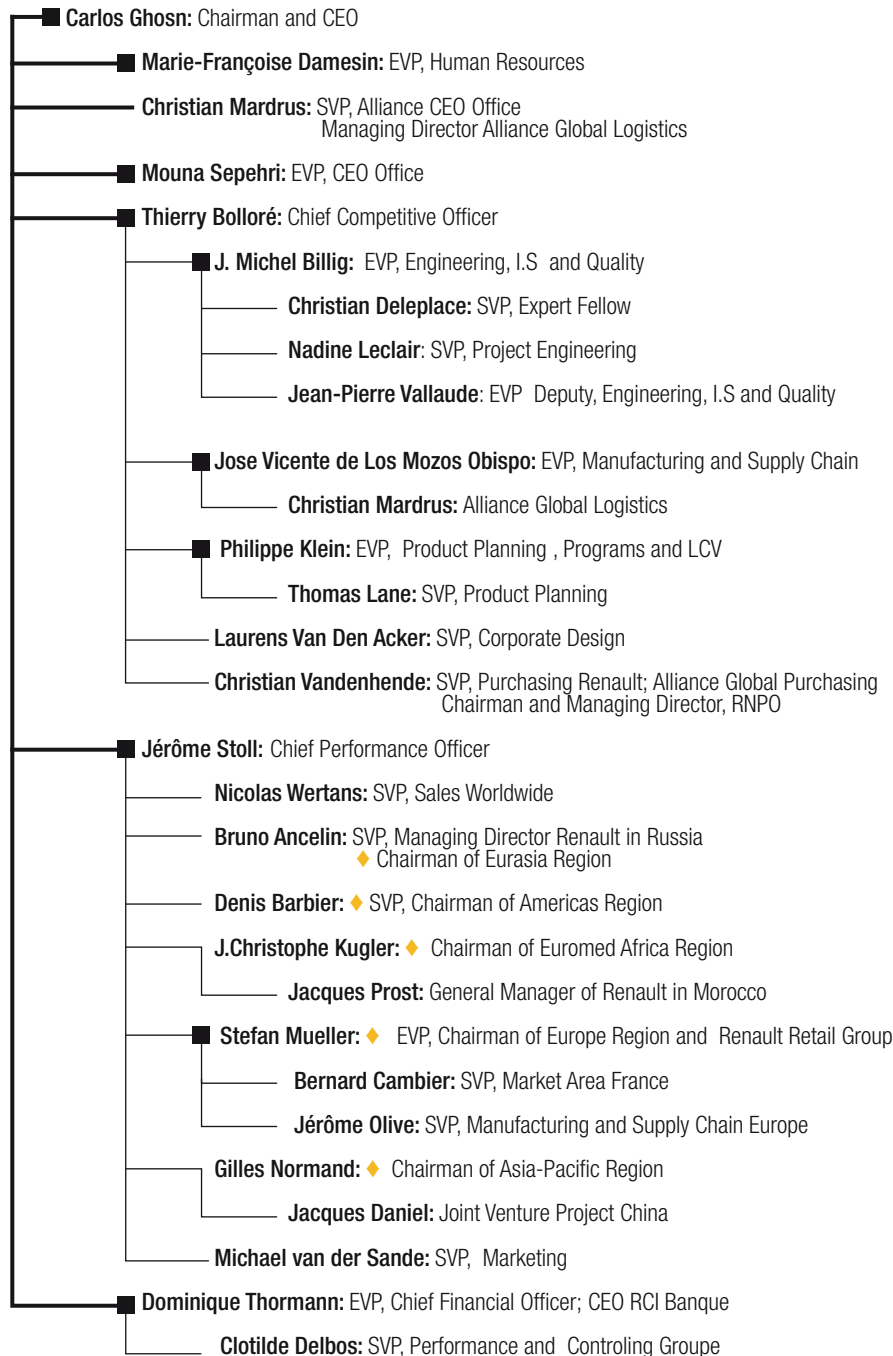 Carlos Ghosn: Chairman and CEO
Marie-Françoise Damesin: EVP, Human Resources
Christian Mardrus: SVP, Alliance CEO Office
Managing Director Alliance Global Logistics
Mouna Sepehri: EVP, CEO Office
Thierry Bolloré: Chief Competitive Officer
J. Michel Billig: EVP, Engineering, I.S and Quality
Christian Deleplace: SVP, Expert Fellow
Nadine Leclair: SVP, Project Engineering
Jean-Pierre Vallaude: EVP Deputy, Engineering, I.S and Quality
Jose Vicente de Los Mozos Obispo: EVP, Manufacturing and Supply Chain
Christian Mardrus: Alliance Global Logistics
Philippe Klein: EVP, Product Planning , Programs and LCV
Thomas Lane: SVP, Product Planning
Laurens Van Den Acker: SVP, Corporate Design
Christian Vandenhende: SVP, Purchasing Renault; Alliance Global Purchasing
Chairman and Managing Director, RNPO
Jérôme Stoll: Chief Performance Officer
Nicolas Wertans: SVP, Sales Worldwide
Bruno Ancelin: SVP, Managing Director Renault in Russia
♦ Chairman of Eurasia Region
Denis Barbier: ♦ SVP, Chairman of Americas Region
J.Christophe Kugler: ♦ Chairman of Euromed Africa Region
Jacques Prost: General Manager of Renault in Morocco
Stefan Mueller: ♦ EVP, Chairman of Europe Region and Renault Retail Group
Bernard Cambier: SVP, Market Area France
Jérôme Olive: SVP, Manufacturing and Supply Chain Europe
Gilles Normand: ♦ Chairman of Asia-Pacific Region
Jacques Daniel: Joint Venture Project China
Michael van der Sande: SVP, Marketing
Dominique Thormann: EVP, Chief Financial Officer; CEO RCI Banque
Clotilde Delbos: SVP, Performance and Controling Groupe